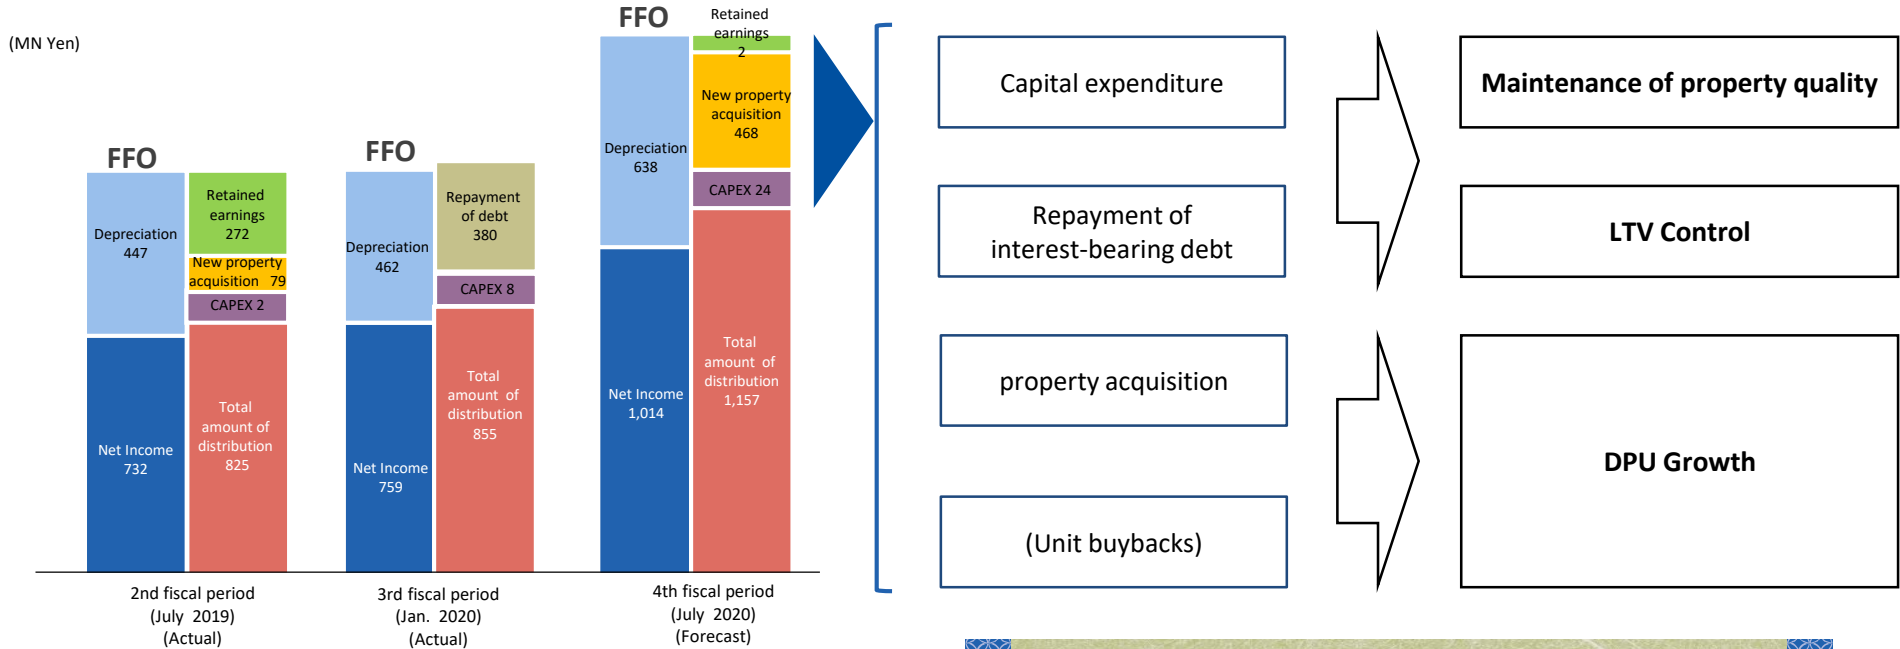 (MN Yen)
FFO
Depreciation
447
Net Income
732
Retained
earnings
272
New property
acquisition 79
CAPEX 2
Total
amount of
distribution
825
2nd fiscal period
(July 2019)
(Actual)
FFO
Depreciation
462
Net Income
759
Repayment
of debt
380
CAPEX 8
Total
amount of
distribution
855
3rd fiscal period
(Jan. 2020)
(Actual)
FFO
Depreciation
638
Net Income
1,014
Retained
earnings
2
New property
acquisition
468
CAPEX 24
Total
amount of
distribution
1,157
4th fiscal period
(July 2020)
(Forecast)
Capital expenditure
Repayment of
interest-bearing debt
property acquisition
(Unit buybacks)
Maintenance of property quality
LTV Control
DPU Growth